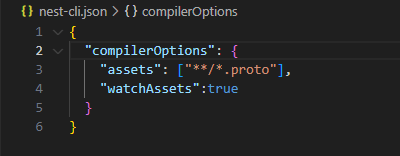 {} nest-cli.json > {} compilerOptions
1 {
2 "compilerOptions": {
3 "assets": ["**/*.proto"],
4 "watchAssets":true
5 }
6 }